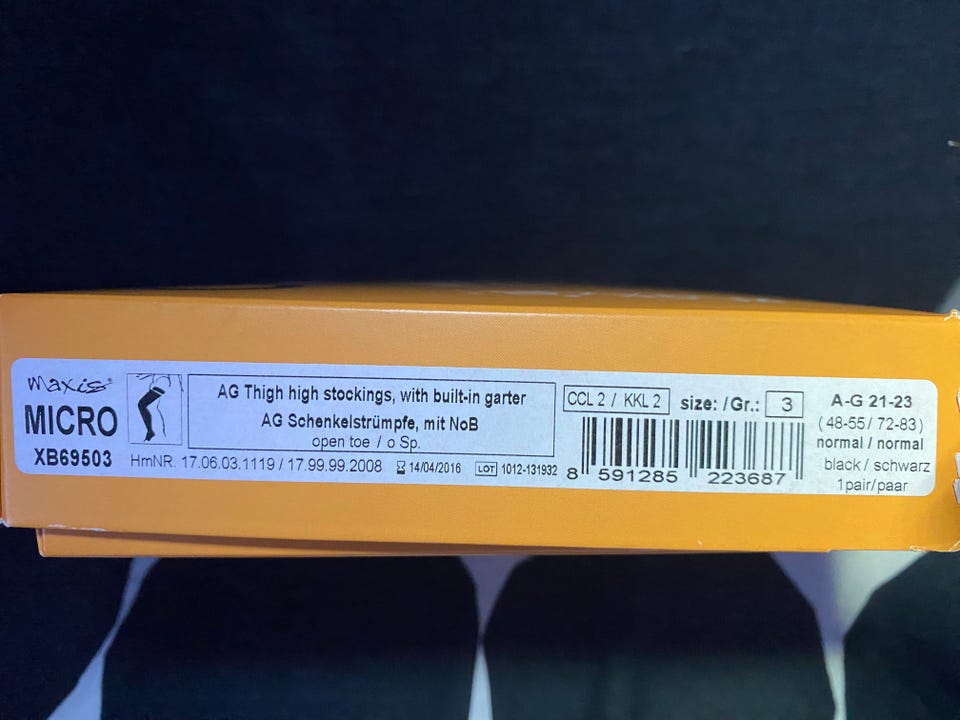 maxis®
MICRO
XB69503
AG Thigh high stockings, with built-in garter
AG Schenkelstrümpfe, mit NoB
open toe / o Sp.
HmNR. 17.06.03.1119 / 17.99.99.2008 14/04/2016 LOT 1012-131932
CCL 2 / KKL 2 size: /Gr.: 3
8 591285 223687
A-G 21-23
(48-55/ 72-83)
normal / normal
black / schwarz
1pair/paar